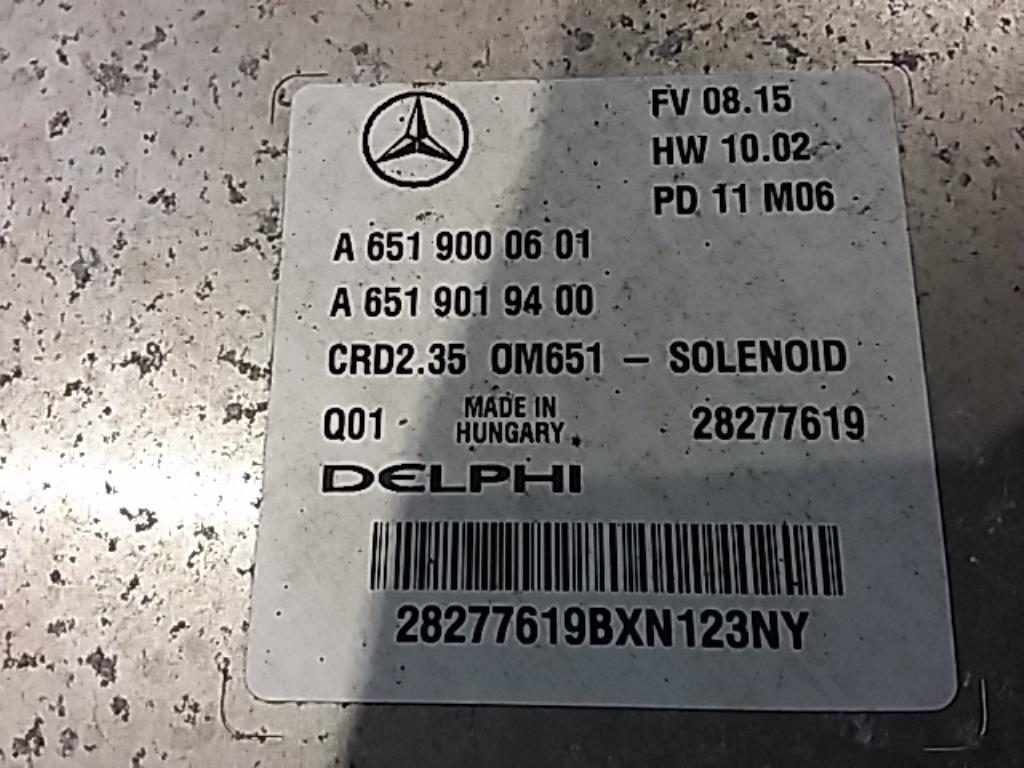 FV 08.15
HW 10.02
PD 11 M06
A 651 900 06 01
A 651 901 94 00
CRD2.35 OM651 – SOLENOID
Q01 MADE IN HUNGARY 28277619
DELPHI
28277619BXN123NY